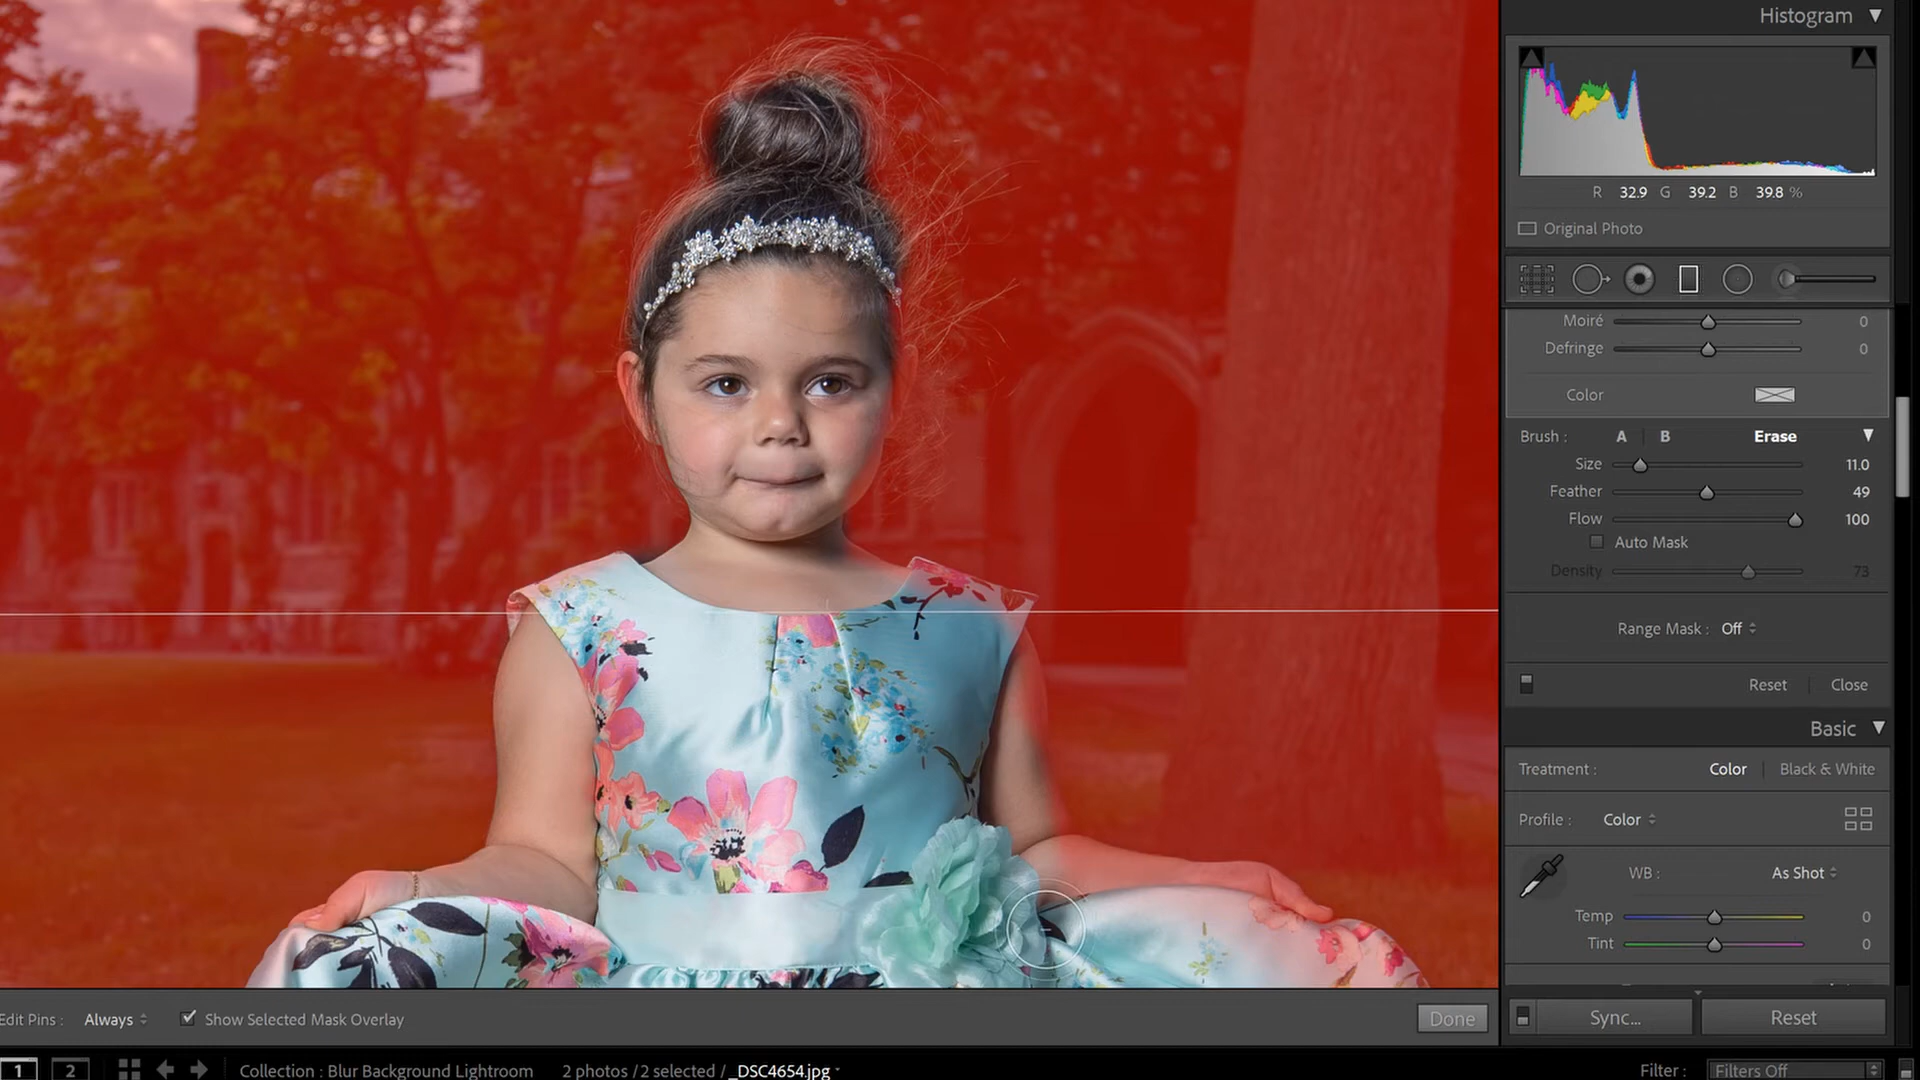 Histogram
R 32.9 G 39.2 B 39.8 %
Original Photo
Moiré 0
Defringe 0
Color
Brush : A B Erase
Size 11.0
Feather 49
Flow 100
Auto Mask
Density 73
Range Mask : Off
Reset Close
Basic
Treatment : Color Black & White
Profile : Color
WB : As Shot
Temp 0
Tint 0
Edit Pins : Always Show Selected Mask Overlay Done
Sync... Reset
1 2 Collection : Blur Background Lightroom 2 photos / 2 selected / _DSC4654.jpg Filter : Filters Off